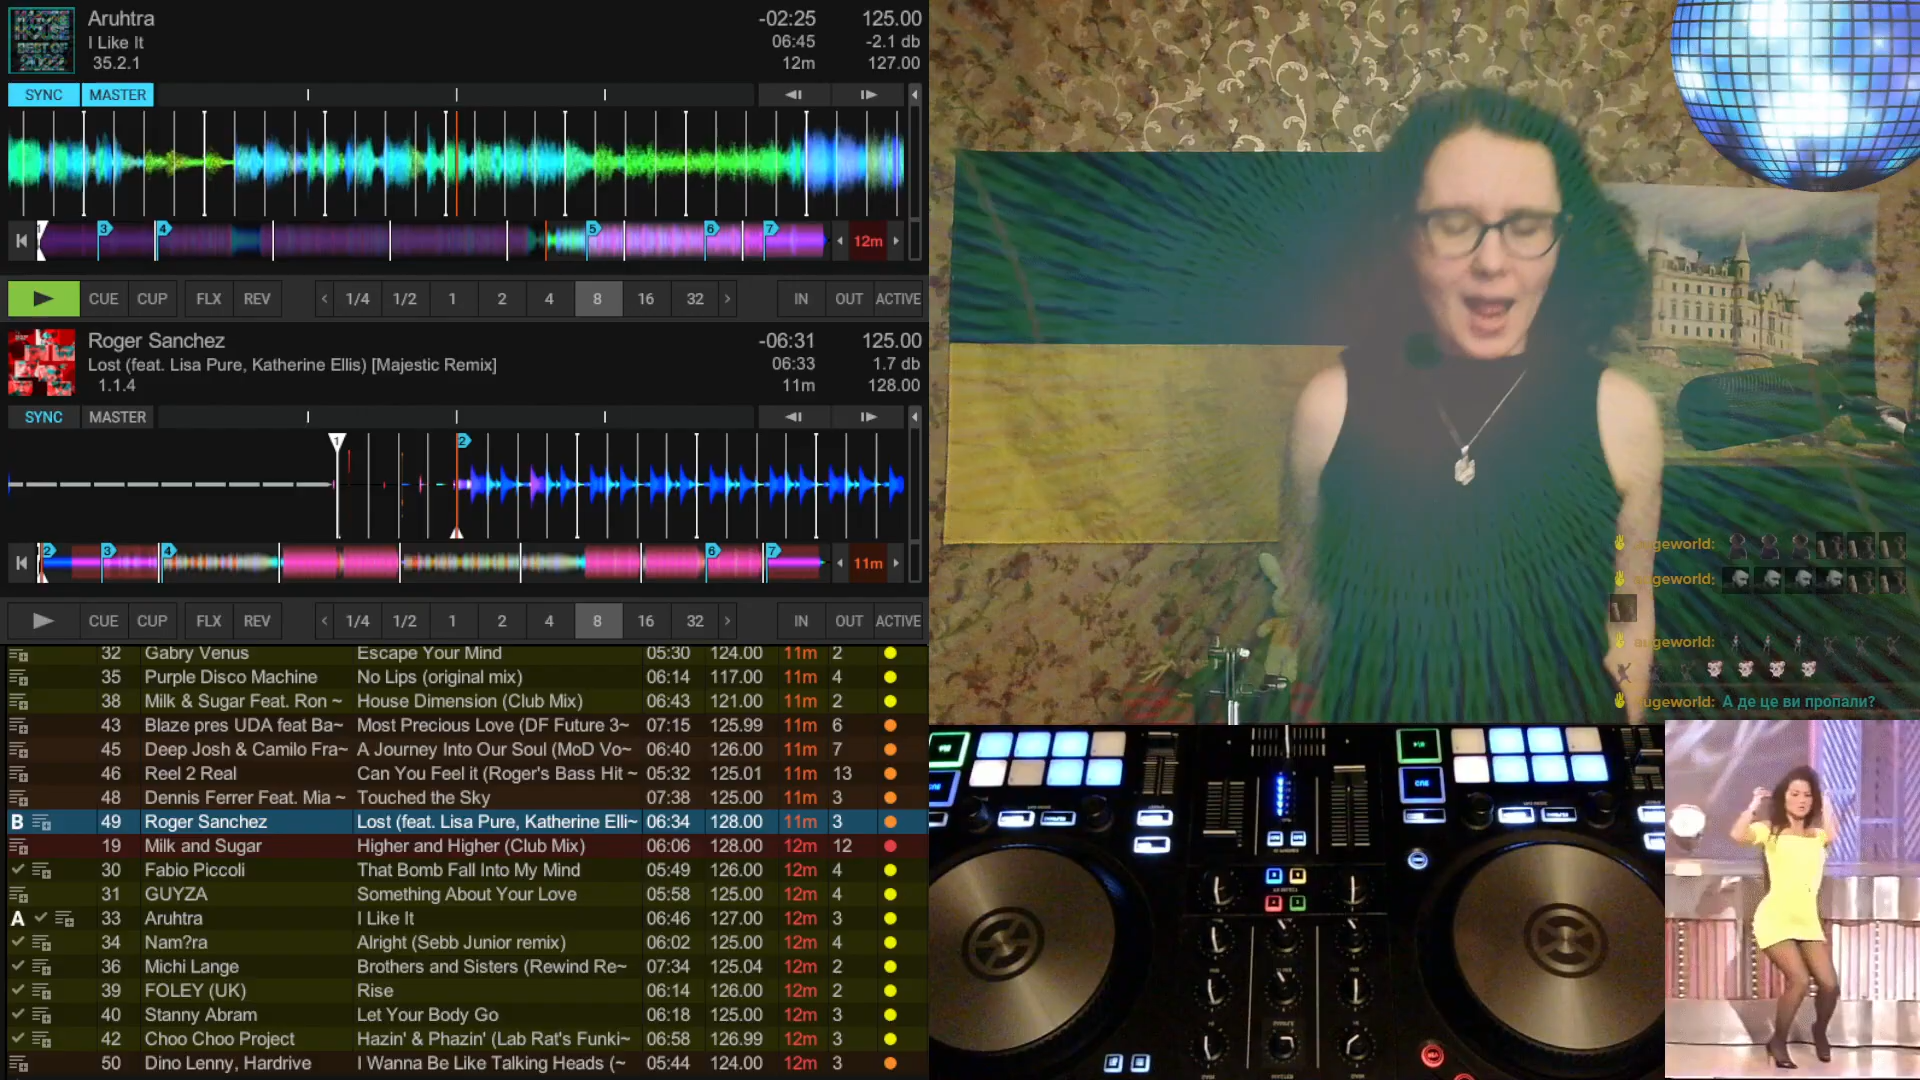 Aruhtra -02:25 125.00
I Like It 06:45 -2.1 db
35.2.1 12m 127.00
SYNC MASTER
3 4 5 6 7 12m
CUE CUP FLX REV 1/4 1/2 1 2 4 8 16 32 IN OUT ACTIVE
Roger Sanchez -06:31 125.00
Lost (feat. Lisa Pure, Katherine Ellis) [Majestic Remix] 06:33 1.7 db
1.1.4 11m 128.00
SYNC MASTER
1 2
2 3 4 6 7 11m
CUE CUP FLX REV 1/4 1/2 1 2 4 8 16 32 IN OUT ACTIVE
32 Gabry Venus Escape Your Mind 05:30 124.00 11m 2
35 Purple Disco Machine No Lips (original mix) 06:14 117.00 11m 4
38 Milk & Sugar Feat. Ron ~ House Dimension (Club Mix) 06:43 121.00 11m 2
43 Blaze pres UDA feat Ba~ Most Precious Love (DF Future 3~ 07:15 125.99 11m 6
45 Deep Josh & Camilo Fra~ A Journey Into Our Soul (MoD Vo~ 06:40 126.00 11m 7
46 Reel 2 Real Can You Feel it (Roger's Bass Hit ~ 05:32 125.01 11m 13
48 Dennis Ferrer Feat. Mia ~ Touched the Sky 07:38 125.00 11m 3
B 49 Roger Sanchez Lost (feat. Lisa Pure, Katherine Elli~ 06:34 128.00 11m 3
19 Milk and Sugar Higher and Higher (Club Mix) 06:06 128.00 12m 12
30 Fabio Piccoli That Bomb Fall Into My Mind 05:49 126.00 12m 4
31 GUYZA Something About Your Love 05:58 125.00 12m 4
A 33 Aruhtra I Like It 06:46 127.00 12m 3
34 Nam?ra Alright (Sebb Junior remix) 06:02 125.00 12m 4
36 Michi Lange Brothers and Sisters (Rewind Re~ 07:34 125.04 12m 2
39 FOLEY (UK) Rise 06:14 126.00 12m 2
40 Stanny Abram Let Your Body Go 06:18 125.00 12m 3
42 Choo Choo Project Hazin' & Phazin' (Lab Rat's Funki~ 06:58 126.99 12m 3
50 Dino Lenny, Hardrive I Wanna Be Like Talking Heads (~ 05:44 124.00 12m 3
augeworld:
augeworld:
augeworld:
augeworld: А де це ви пропали?